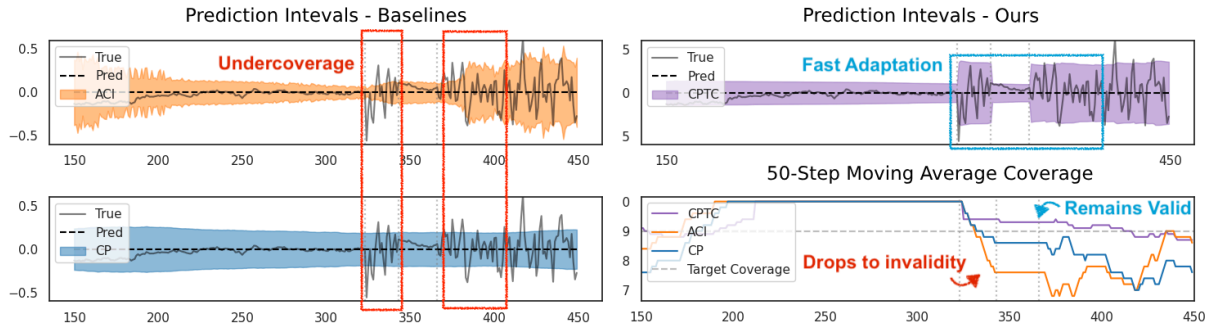 Prediction Intevals - Baselines
0.5
0.0
−0.5
True
Pred
ACI
Undercoverage
150
200
250
300
350
400
450
0.5
0.0
−0.5
True
Pred
CP
150
200
250
300
350
400
450
Prediction Intevals - Ours
5
0
5
True
Pred
CPTC
Fast Adaptation
150
450
50-Step Moving Average Coverage
0
9
8
7
CPTC
ACI
CP
Target Coverage
Remains Valid
Drops to invalidity
150
200
250
300
350
400
450